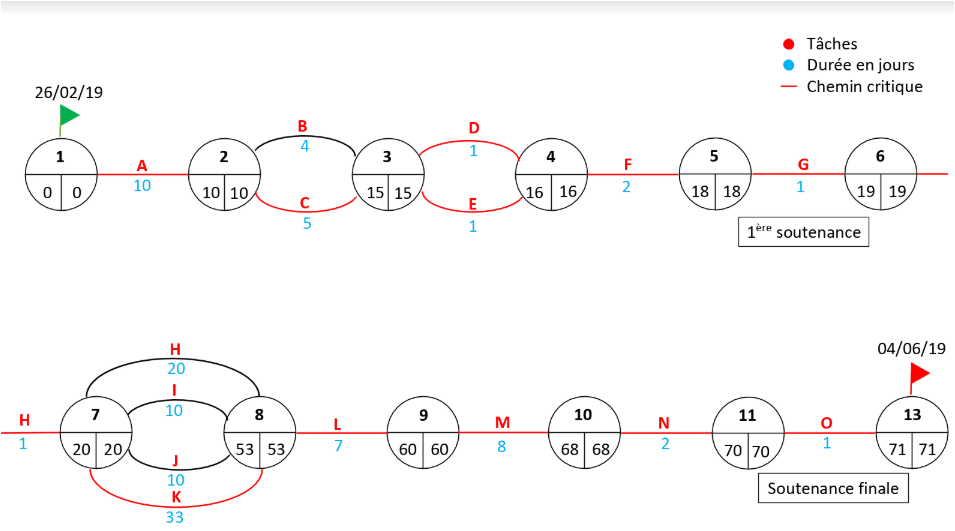 Tâches
Durée en jours
Chemin critique
26/02/19
1
0 0
A
10
2
10 10
B
4
C
5
3
15 15
D
1
E
1
4
16 16
F
2
5
18 18
G
1
6
19 19
1ère soutenance
H
1
7
20 20
H
20
I
10
J
10
K
33
8
53 53
L
7
9
60 60
M
8
10
68 68
N
2
11
70 70
O
1
04/06/19
13
71 71
Soutenance finale